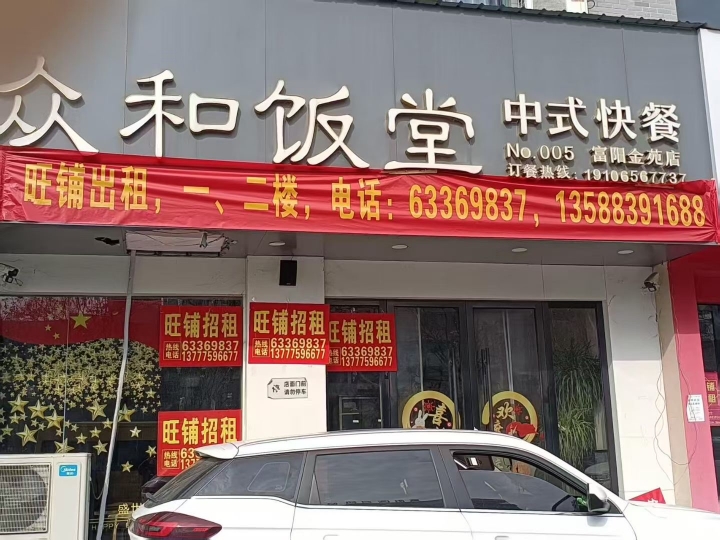 众和饭堂
中式快餐
No.005 富阳金苑店
订餐热线：19106567737
旺铺出租，一、二楼，电话：63369837，13588391688
旺铺招租
热线 63369837
电话 13777596677
旺铺招租
热线 63369837
电话 13777596677
旺铺招租
热线 63369837
电话 13777596677
店面门前
请勿停车
喜
欢
旺铺招租
热线
电话
Midea